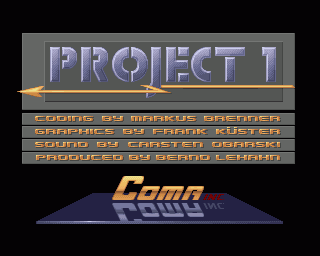 PROJECT 1
CODING BY MARKUS BRENNER
GRAPHICS BY FRANK KÜSTER
SOUND BY CARSTEN OBARSKI
PRODUCED BY BERND LEHAHN
COMA INC